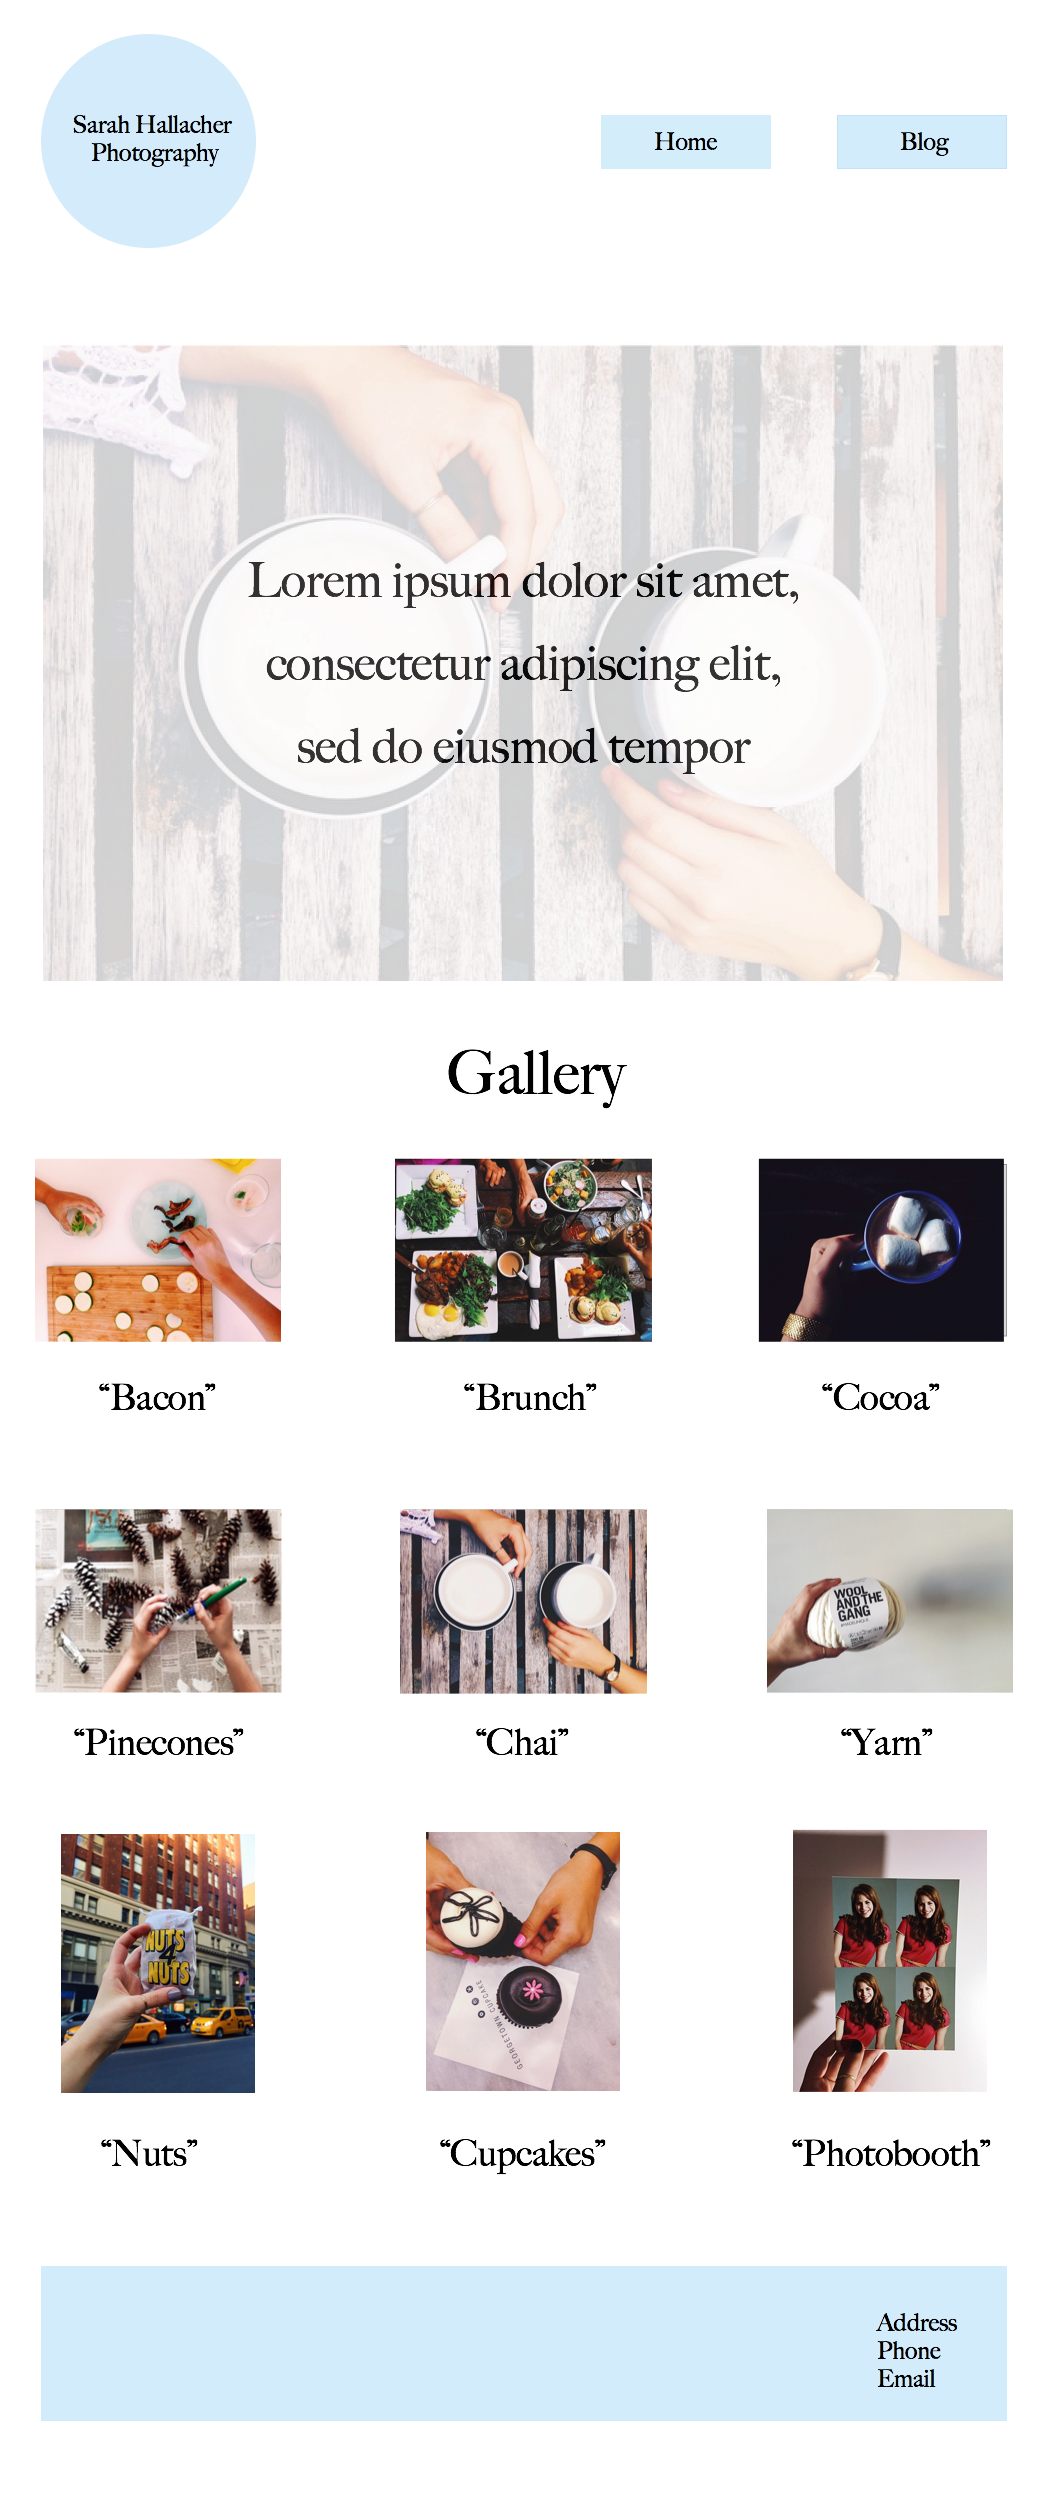 Sarah Hallacher
Photography
Home
Blog
Lorem ipsum dolor sit amet,
consectetur adipiscing elit,
sed do eiusmod tempor
Gallery
“Bacon”
“Brunch”
“Cocoa”
WOOL
AND THE
GANG
“Pinecones”
“Chai”
“Yarn”
NUTS
4
NUTS
GEORGETOWN CUPCAKE
“Nuts”
“Cupcakes”
“Photobooth”
Address
Phone
Email